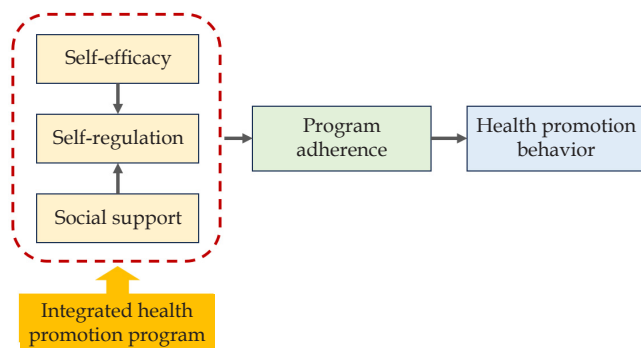 Self-efficacy
Self-regulation
Social support
Integrated health
promotion program
Program
adherence
Health promotion
behavior